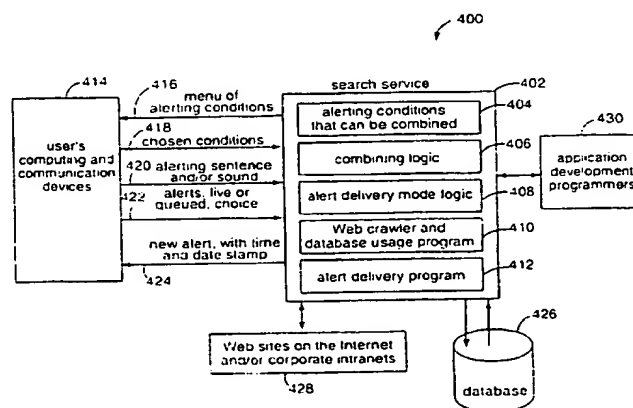 400
414
416
menu of
alerting conditions
418
chosen conditions
420
alerting sentence
and/or sound
422
alerts, live or
queued, choice
new alert, with time
and date stamp
424
user's
computing and
communication
devices
search service
402
alerting conditions
that can be combined
404
combining logic
406
alert delivery mode logic
408
Web crawler and
database usage program
410
alert delivery program
412
430
application
development
programmers
Web sites on the Internet
and/or corporate intranets
428
426
database